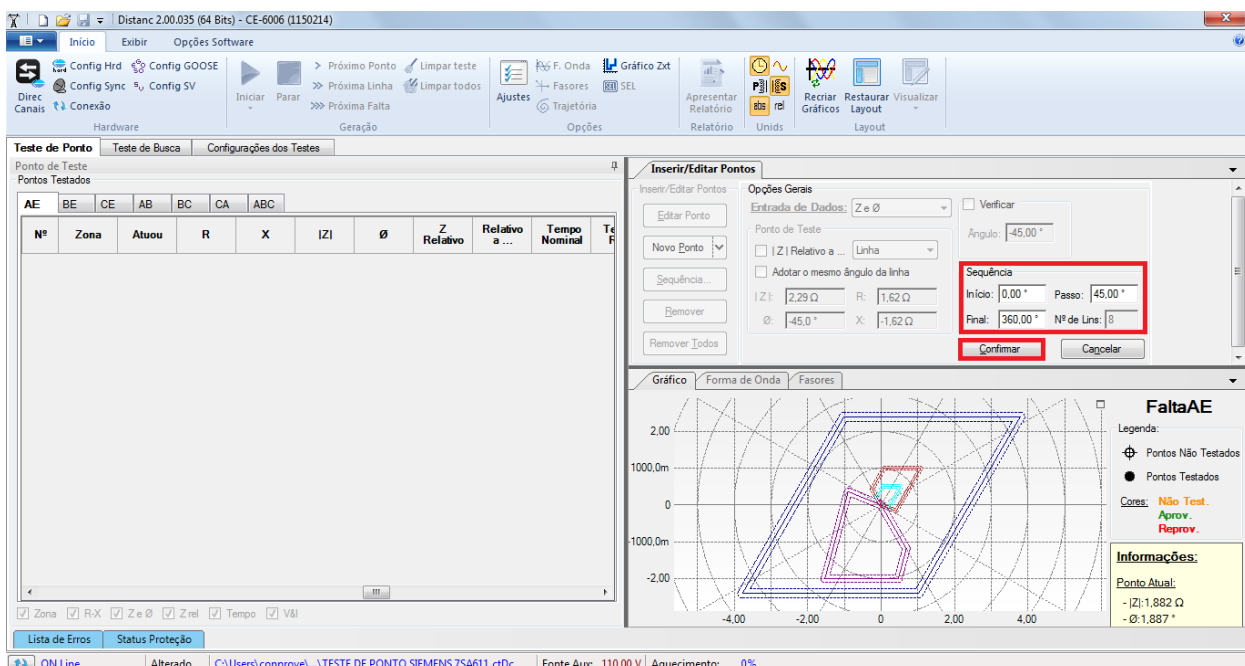 Distanc 2.00.035 (64 Bits) - CE-6006 (1150214)
Início Exibir Opções Software
Direc Canais
Config Hrd Config GOOSE
Config Sync Config SV
Conexão
Hardware
Iniciar Parar
Próximo Ponto Limpar teste
Próxima Linha Limpar todos
Próxima Falta
Geração
Ajustes
F. Onda Gráfico Zxt
Fasores SEL
Trajetória
Opções
Apresentar Relatório
Relatório
abs rel
Unids
Recriar Gráficos
Restaurar Layout
Visualizar
Layout
Teste de Ponto Teste de Busca Configurações dos Testes
Ponto de Teste
Pontos Testados
AE BE CE AB BC CA ABC
Nº Zona Atuou R X |Z| Ø Z Relativo Relativo a ... Tempo Nominal
Zona R-X Z e Ø Z rel Tempo V&I
Lista de Erros Status Proteção
ON Line Alterado C:\Users\conprove\...\TESTE DE PONTO SIEMENS 7SA611.ctDc Fonte Aux: 110,00 V Aquecimento: 0%
Inserir/Editar Pontos
Inserir/Editar Pontos
Editar Ponto
Novo Ponto
Sequência...
Remover
Remover Todos
Opções Gerais
Entrada de Dados: Z e Ø
Ponto de Teste
| Z | Relativo a ... Linha
Adotar o mesmo ângulo da linha
| Z |: 2,29 Ω R: 1,62 Ω
Ø: -45,0 ° X: -1,62 Ω
Verificar
Angulo: -45,00 °
Sequência
Início: 0,00 ° Passo: 45,00 °
Final: 360,00 ° Nº de Lins: 8
Confirmar Cancelar
Gráfico Forma de Onda Fasores
2,00
1000,0m
0
-1000,0m
-2,00
-4,00 -2,00 0 2,00 4,00
FaltaAE
Legenda:
Pontos Não Testados
Pontos Testados
Cores: Não Test.
Aprov.
Reprov.
Informações:
Ponto Atual:
- |Z|:1,882 Ω
- Ø:1,887 °